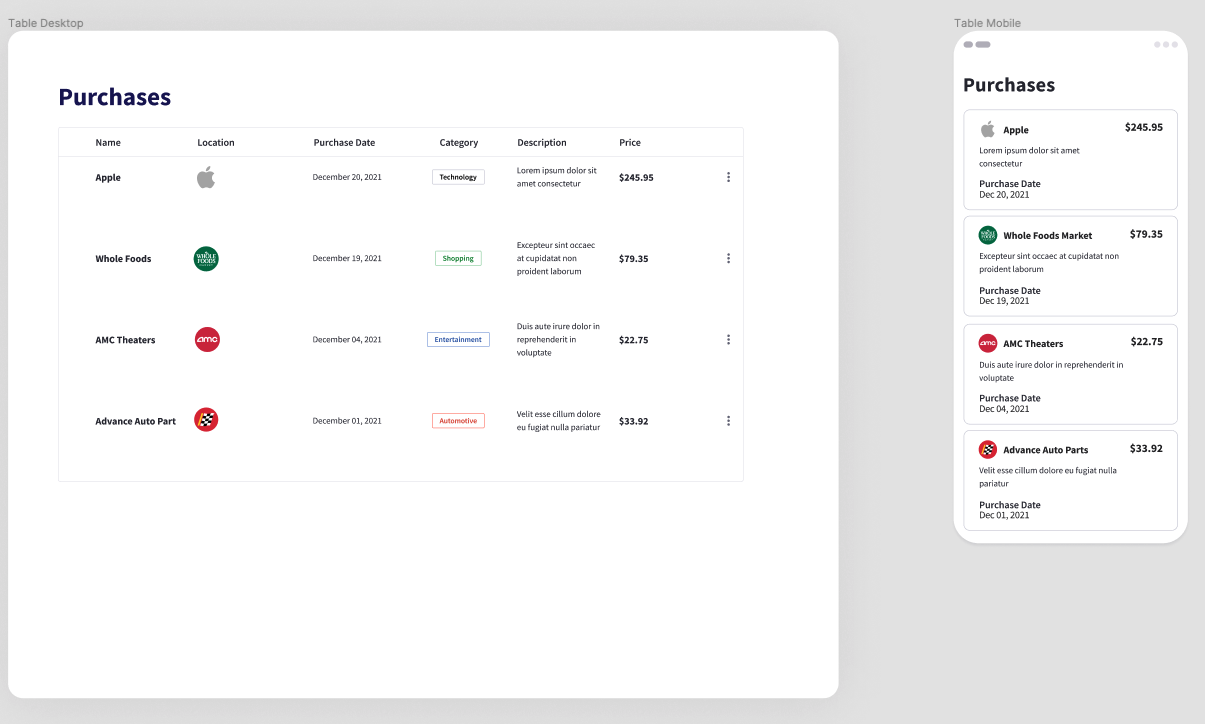 Table Desktop
Purchases
Name Location Purchase Date Category Description Price
Apple December 20, 2021 Technology Lorem ipsum dolor sit $245.95
amet consectetur
Whole Foods WHOLE FOODS MARKET December 19, 2021 Shopping Excepteur sint occaec $79.35
at cupidatat non
proident laborum
AMC Theaters amc December 04, 2021 Entertainment Duis aute irure dolor in $22.75
reprehenderit in
voluptate
Advance Auto Part December 01, 2021 Automotive Velit esse cillum dolore $33.92
eu fugiat nulla pariatur
Table Mobile
Purchases
Apple $245.95
Lorem ipsum dolor sit amet
consectetur
Purchase Date
Dec 20, 2021
WHOLE FOODS Whole Foods Market $79.35
Excepteur sint occaec at cupidatat non
proident laborum
Purchase Date
Dec 19, 2021
amc AMC Theaters $22.75
Duis aute irure dolor in reprehenderit in
voluptate
Purchase Date
Dec 04, 2021
Advance Auto Parts $33.92
Velit esse cillum dolore eu fugiat nulla
pariatur
Purchase Date
Dec 01, 2021